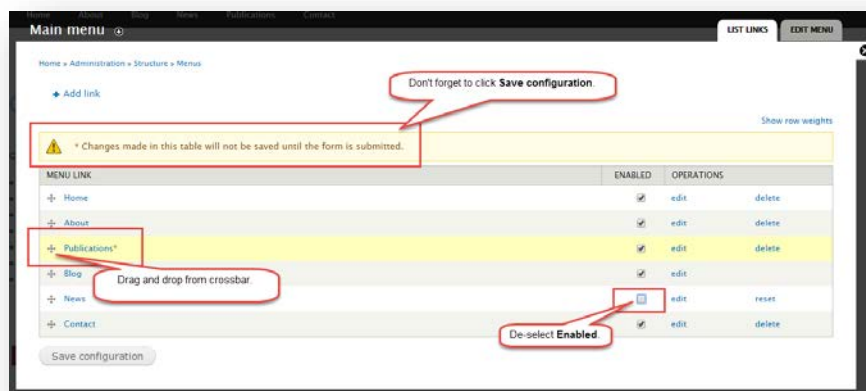 Home About Blog News Publications Contact
Main menu
LIST LINKS EDIT MENU
Home » Administration » Structure » Menus
Don't forget to click Save configuration.
+ Add link
Show row weights
* Changes made in this table will not be saved until the form is submitted.
MENU LINK ENABLED OPERATIONS
Home edit delete
About edit delete
Publications* edit delete
Blog edit
Drag and drop from crossbar.
News edit reset
Contact edit delete
De-select Enabled.
Save configuration